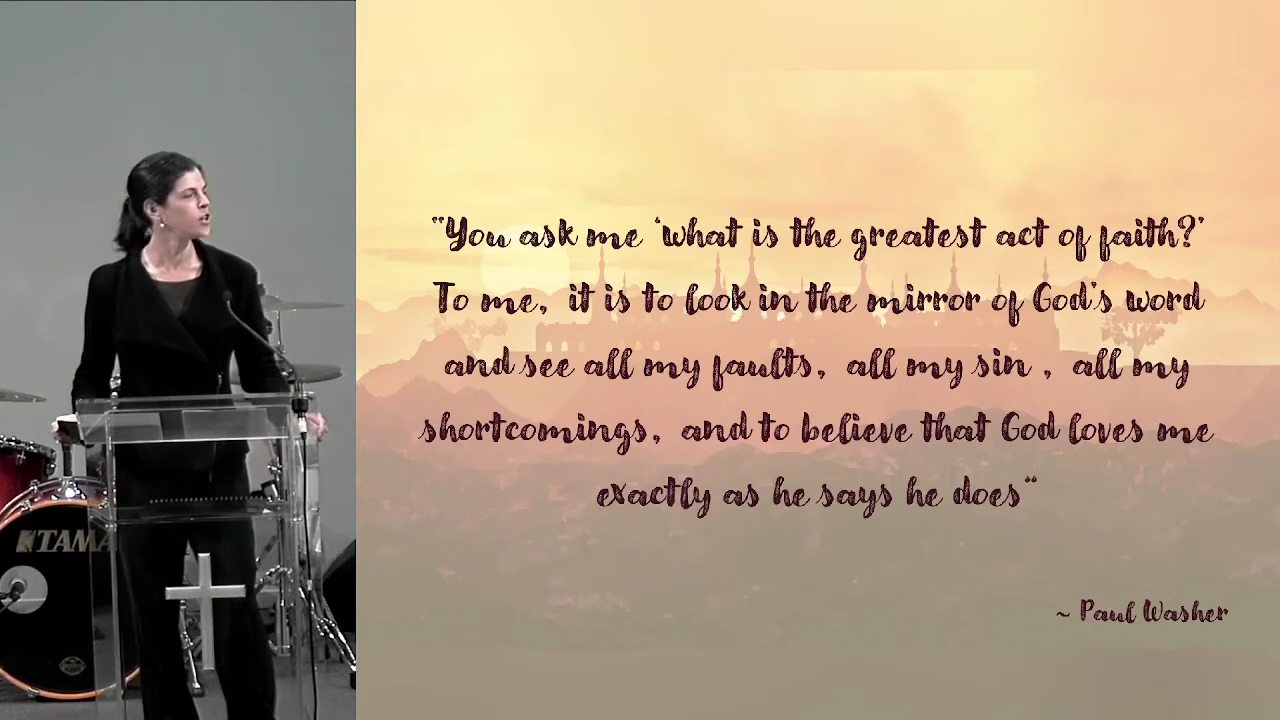 TAMA
"You ask me 'what is the greatest act of faith?'
To me, it is to look in the mirror of God's word
and see all my faults, all my sin , all my
shortcomings, and to believe that God loves me
exactly as he says he does"
~ Paul Washer